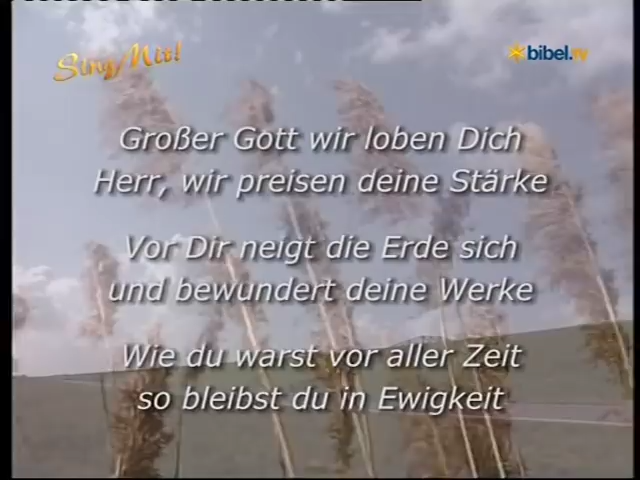 Sing Mit!
bibel.tv
Großer Gott wir loben Dich
Herr, wir preisen deine Stärke
Vor Dir neigt die Erde sich
und bewundert deine Werke
Wie du warst vor aller Zeit
so bleibst du in Ewigkeit